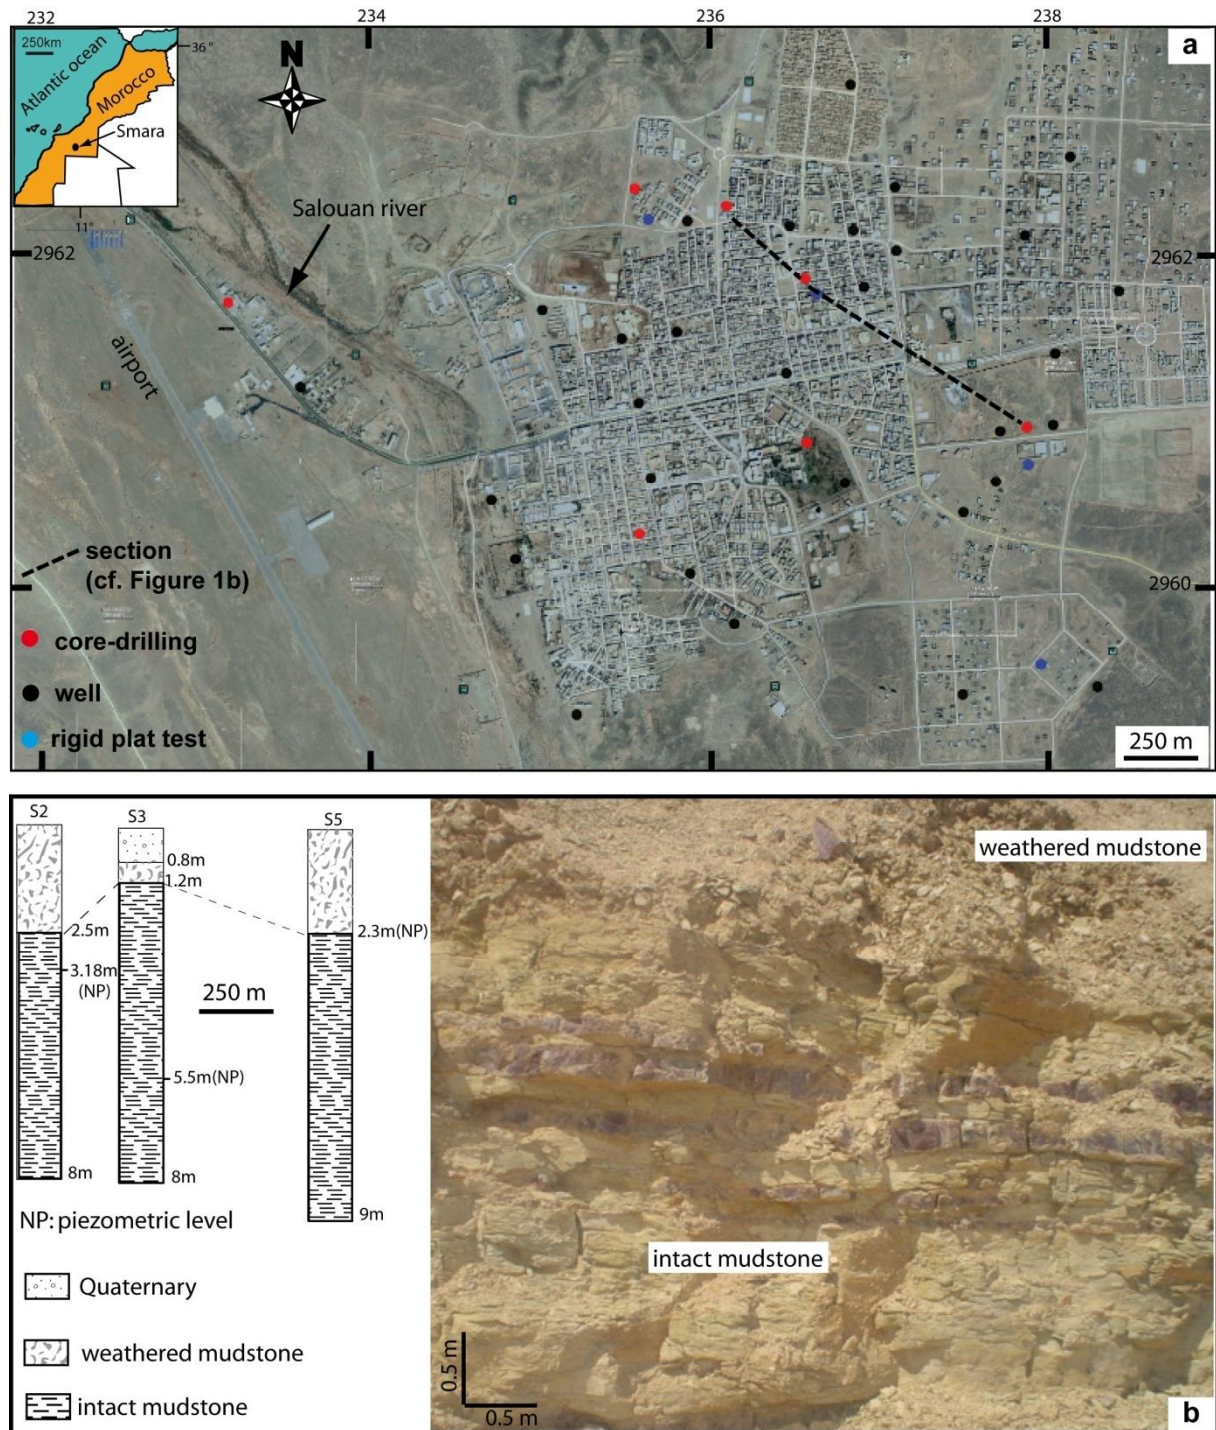 232
234
236
238
250km
36°
a
Atlantic ocean
Morocco
Smara
11°
N
Salouan river
2962
2962
airport
section
(cf. Figure 1b)
2960
core-drilling
well
rigid plat test
250 m
S2
S3
S5
0.8m
1.2m
2.5m
2.3m(NP)
3.18m
(NP)
250 m
5.5m(NP)
8m
8m
9m
NP: piezometric level
Quaternary
weathered mudstone
intact mudstone
weathered mudstone
intact mudstone
0.5 m
0.5 m
b